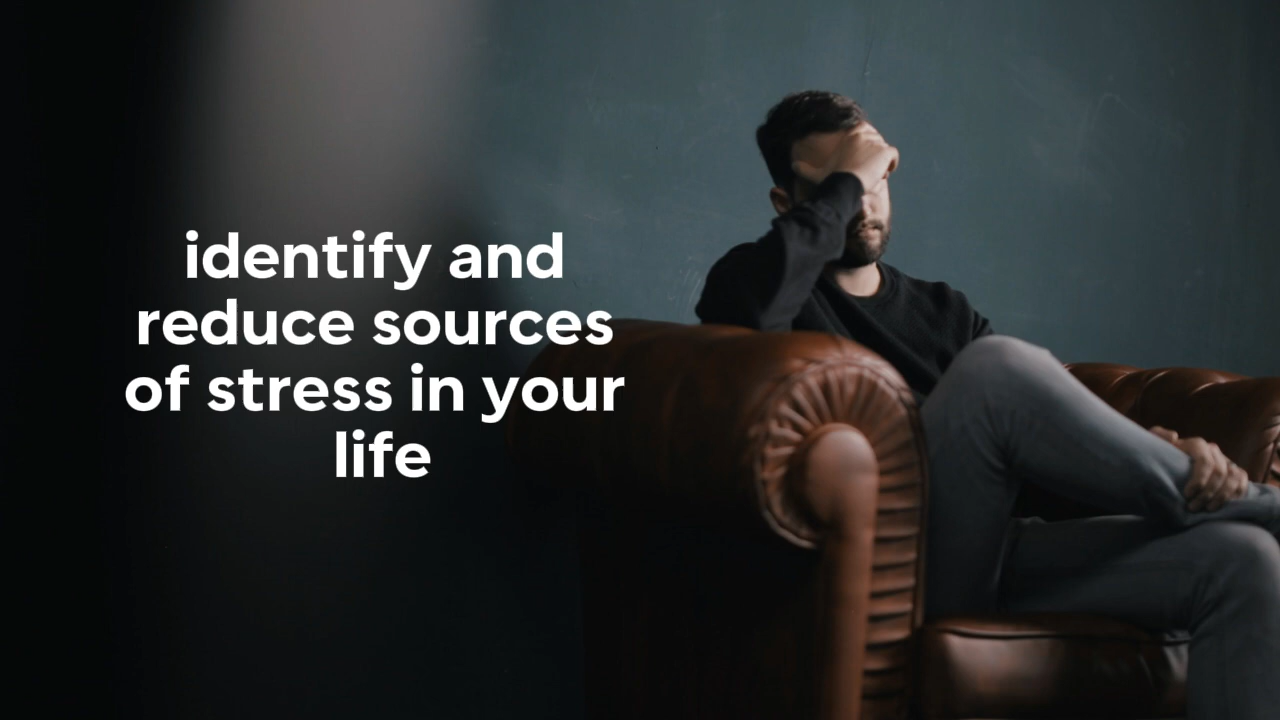 identify and
reduce sources
of stress in your
life